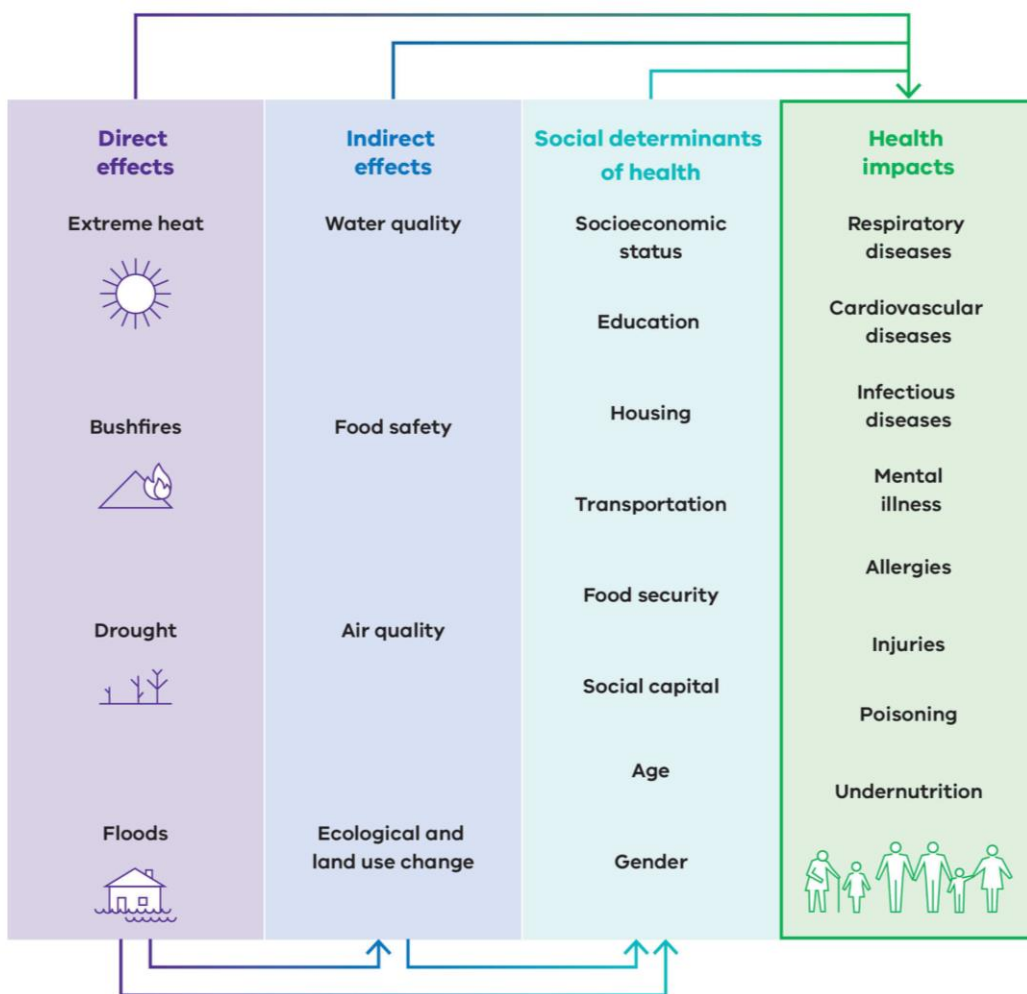 Direct
effects
Extreme heat
Bushfires
Drought
Floods
Indirect
effects
Water quality
Food safety
Air quality
Ecological and
land use change
Social determinants
of health
Socioeconomic
status
Education
Housing
Transportation
Food security
Social capital
Age
Gender
Health
impacts
Respiratory
diseases
Cardiovascular
diseases
Infectious
diseases
Mental
illness
Allergies
Injuries
Poisoning
Undernutrition